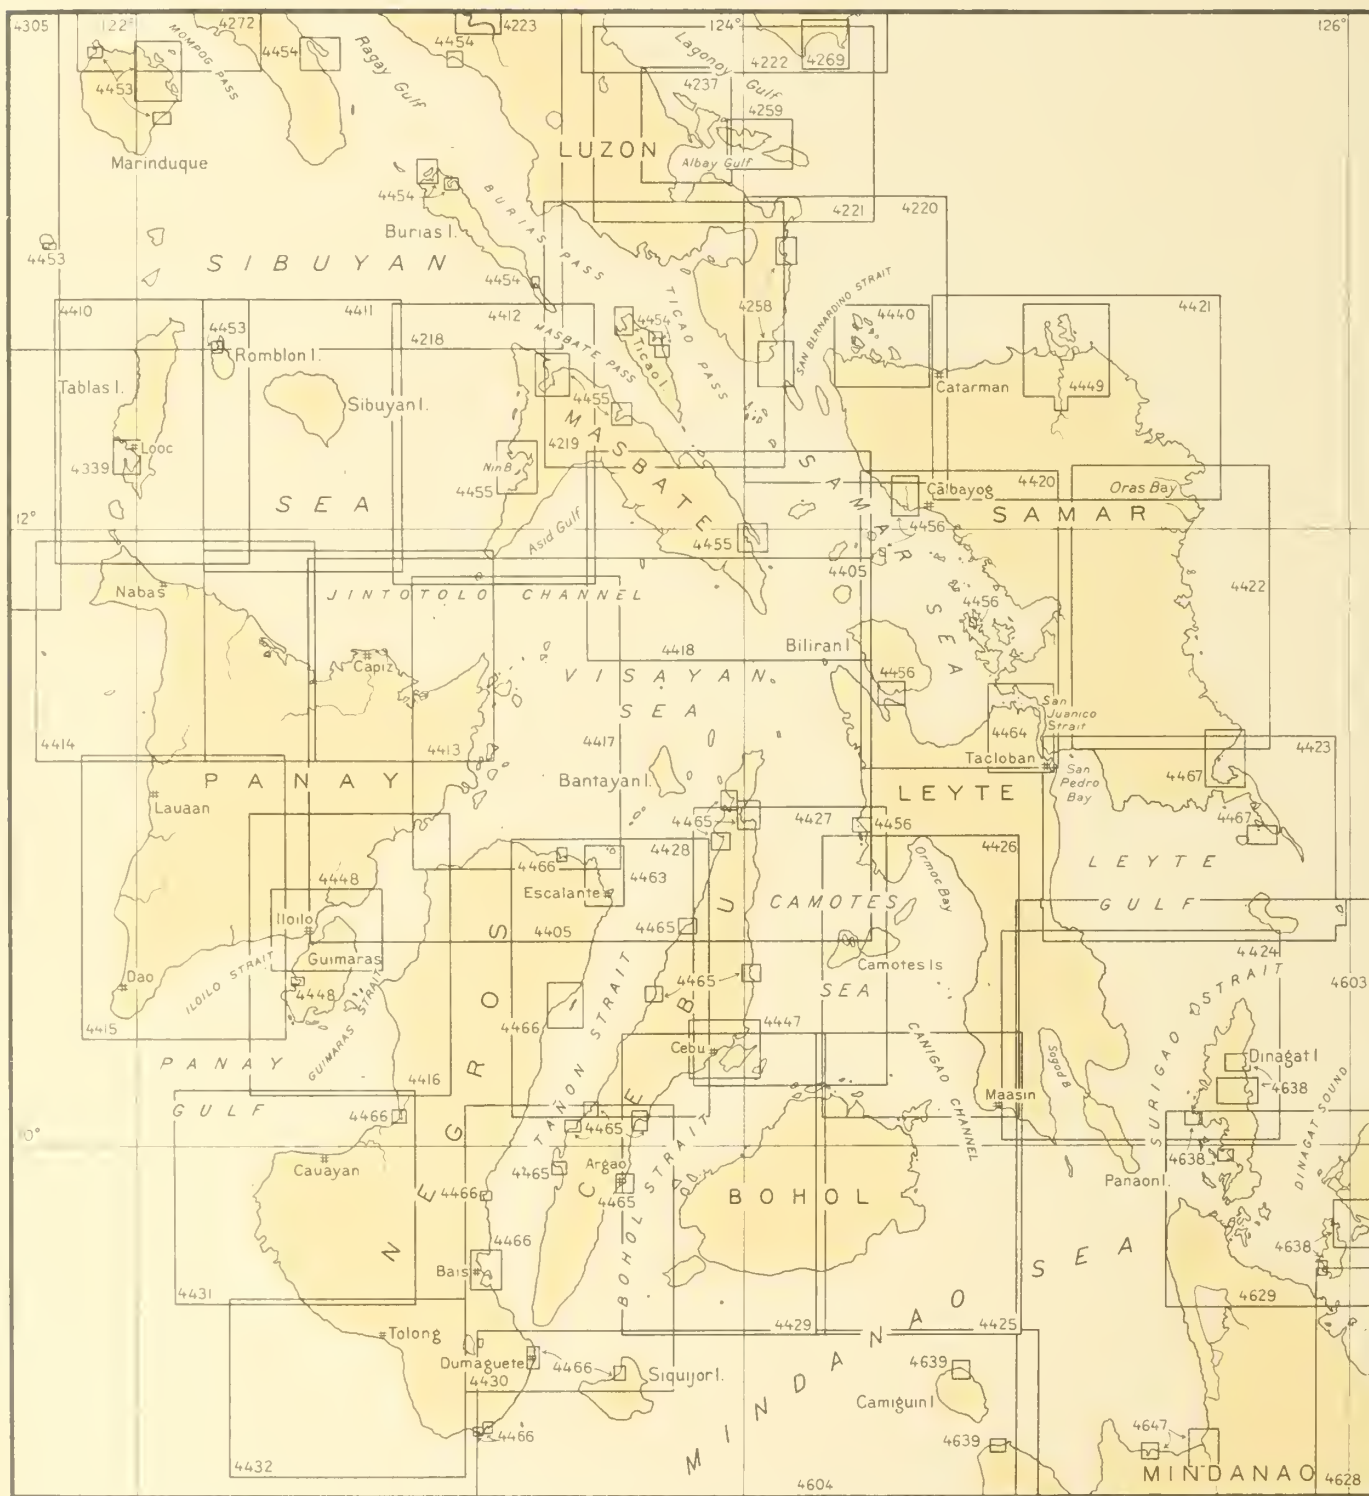 4305
122°
4272
4223
124°
126°
MOMPOG PASS
4454
4454
Ragay Gulf
Lagonoy Gulf
4222
4269
4453
4237
4259
Marinduque
LUZON
Albay Gulf
4454
BURIAS PASS
4221
4220
Burias I.
4453
SIBUYAN
4454
TICAO PASS
4258
SAN BERNARDINO STRAIT
4410
4411
4412
4440
4421
4453
4218
MASBATE PASS
4454
Romblon I.
Ticao I
Tablas I.
Sibuyan I.
Catarman
4449
4455
Looc
4219
MASBATE
4339
Nin B.
4455
SAMAR
4420
Oras Bay
Calbayog
SEA
4456
SAMAR
12°
Asid Gulf
4455
4405
Nabas
JINTOTOLO CHANNEL
4422
SEA
4456
Biliran I
4418
Capiz
VISAYAN
4456
San Juanico Strait
SEA
4464
4414
4413
4417
4423
PANAY
Bantayan I.
Tacloban
San Pedro Bay
4467
Lauaan
LEYTE
4465
4427
4456
4467
4428
4426
4466
4463
Ormoc Bay
LEYTE
4448
Escalante
CAMOTES
GULF
Iloilo
4405
4465
4424
Guimaras
ILOILO STRAIT
Camotes Is
Dao
4448
4465
SEA
4603
GUIMARAS STRAIT
4466
SURIGAO STRAIT
4415
4447
TAÑON STRAIT
Cebu
CEBU
CANIGAO CHANNEL
Sogod B
Dinagat I
PANAY
4416
4638
GULF
Maasin
DINAGAT SOUND
4466
4465
0°
4638
Cauayan
4465
Argao
NEGROS
4466
4465
BOHOL
Panaon I.
BOHOL STRAIT
4466
SEA
4638
Bais
4431
4629
Tolong
4429
4425
Dumaguete
4466
4430
Siquijor I.
4639
Camiguin I
4466
MINDANAO
4639
4647
4432
4604
MINDANAO
4628